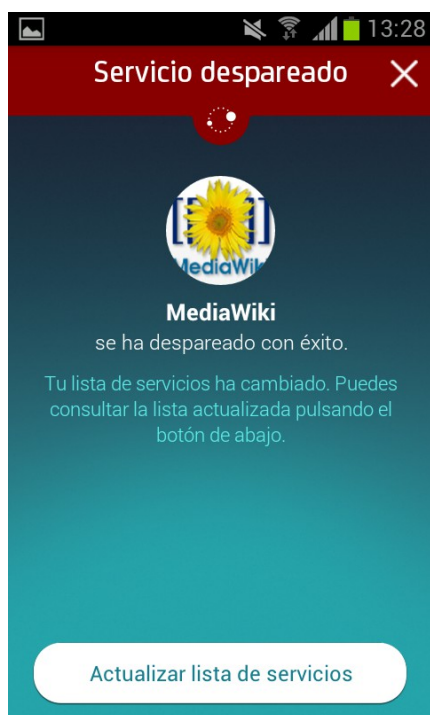 13:28
Servicio despareado
[[ ]]
MediaWiki
MediaWiki
se ha despareado con éxito.
Tu lista de servicios ha cambiado. Puedes
consultar la lista actualizada pulsando el
botón de abajo.
Actualizar lista de servicios